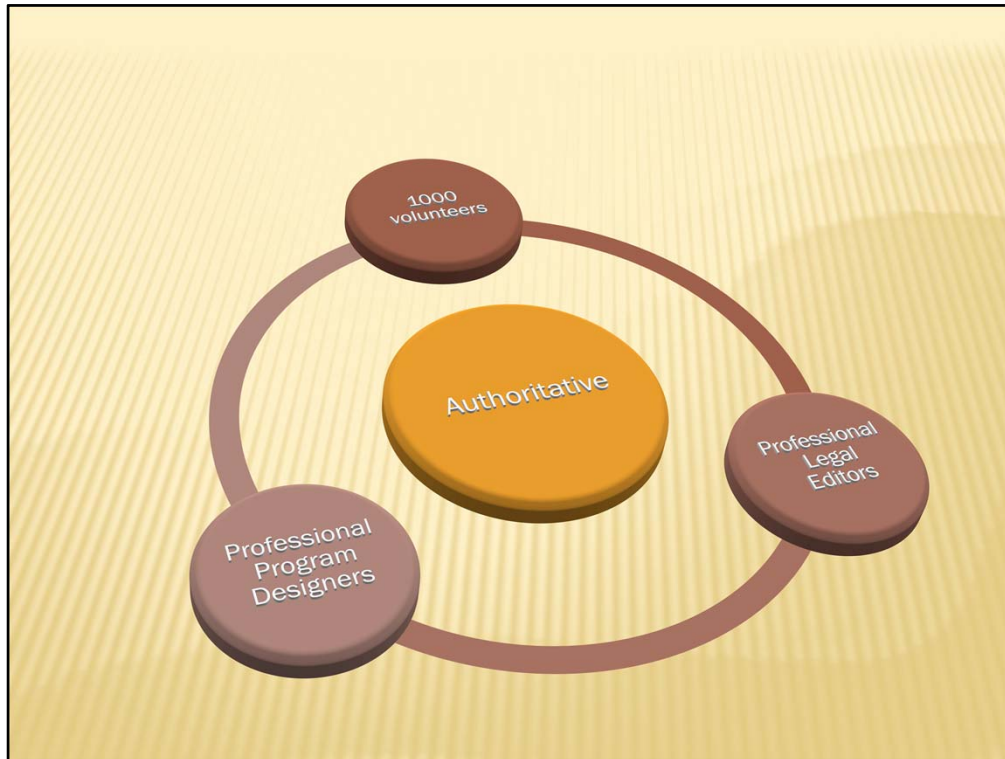 1000
volunteers
Authoritative
Professional
Legal
Editors
Professional
Program
Designers